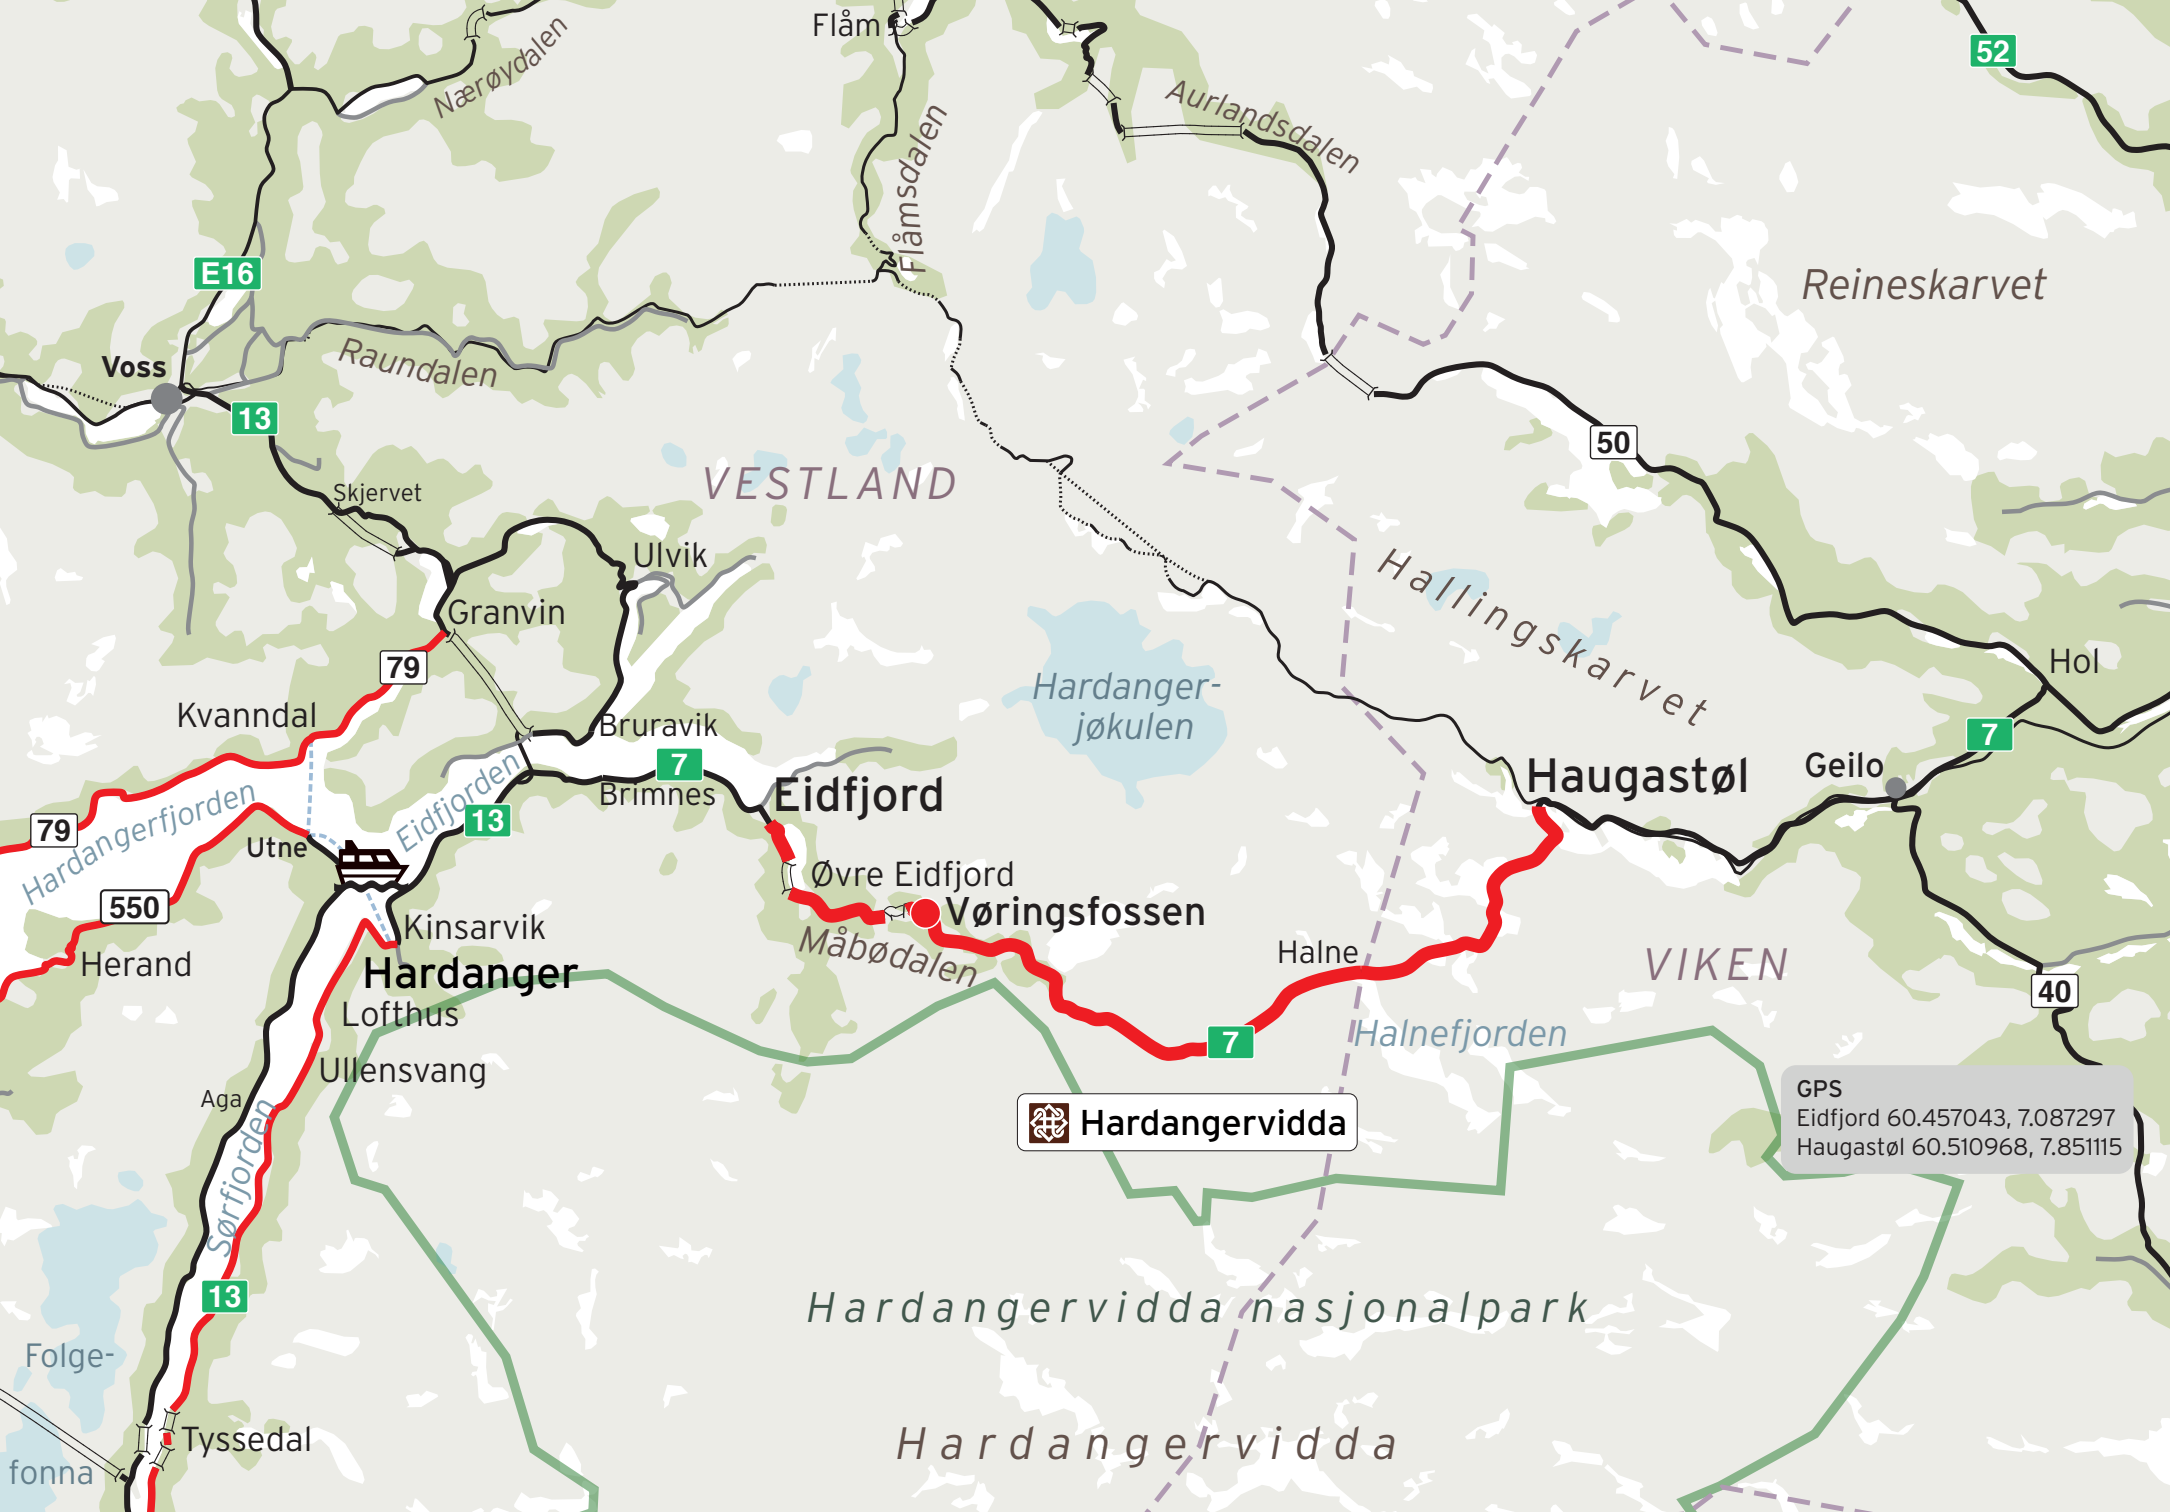 Flåm
52
Nærøydalen
Aurlandsdalen
Flåmsdalen
E16
Reineskarvet
Voss
Raundalen
13
50
VESTLAND
Skjervet
Ulvik
Hallingskarvet
Granvin
79
Hol
Hardanger-
jøkulen
Kvanndal
Bruravik
7
7
Haugastøl
Geilo
Eidfjorden
Brimnes
Eidfjord
Hardangerfjorden
79
13
Utne
Øvre Eidfjord
550
Vøringsfossen
Kinsarvik
Måbødalen
Halne
VIKEN
Herand
Hardanger
40
Lofthus
7
Halnefjorden
Ullensvang
Aga
Sørfjorden
Hardangervidda
GPS
Eidfjord 60.457043, 7.087297
Haugastøl 60.510968, 7.851115
13
Hardangervidda nasjonalpark
Folge-
fonna
Tyssedal
Hardangervidda